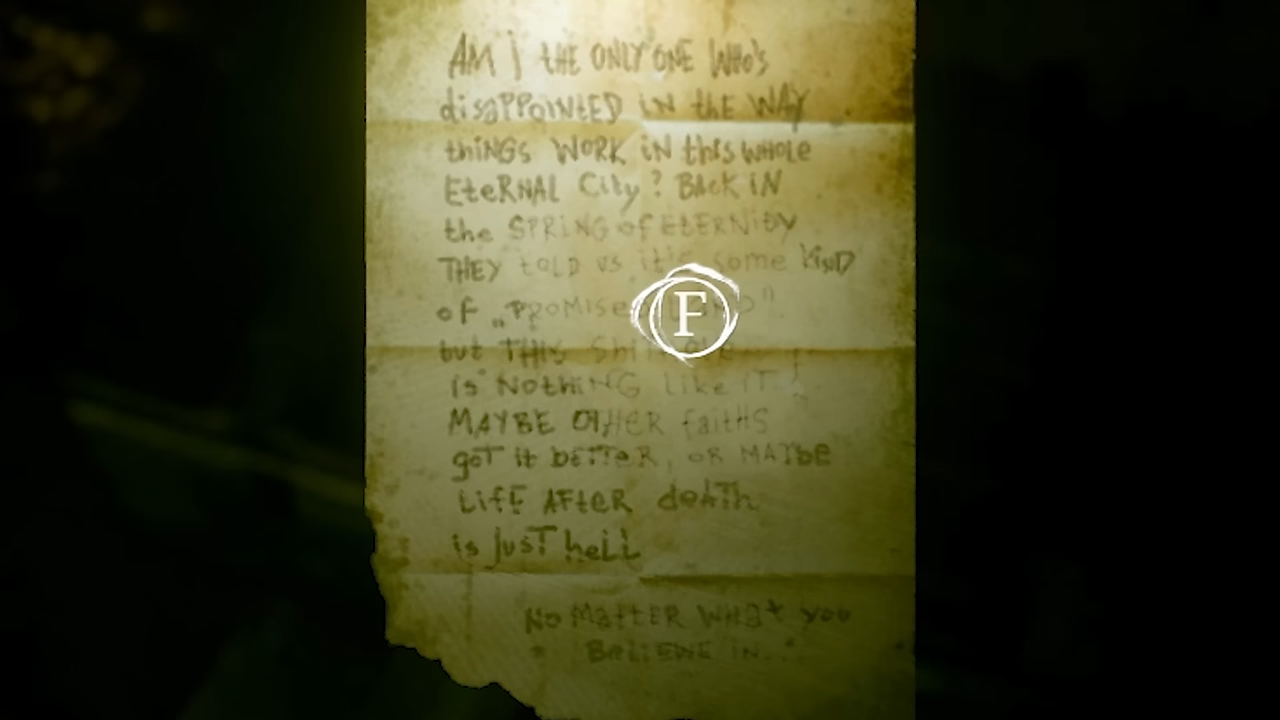 AM i tHE ONLY ONE WHo's
disaPPOiNtED iN thE WAY
thiNGs WORK iN this WHOLe
EteRNAL City? BACK iN
the SPRiNG of EtERNitY
THEY toLD us it's some KiND
of „PROMiseD "
F
but THiS
is NothiNG like iT!
MAYBE OtHER faitHS
goT it bETTeR, oR MAYbe
LiFE AFteR deATh
is jusT heLL
No MatteR WHat you
BeLiEWE iN..